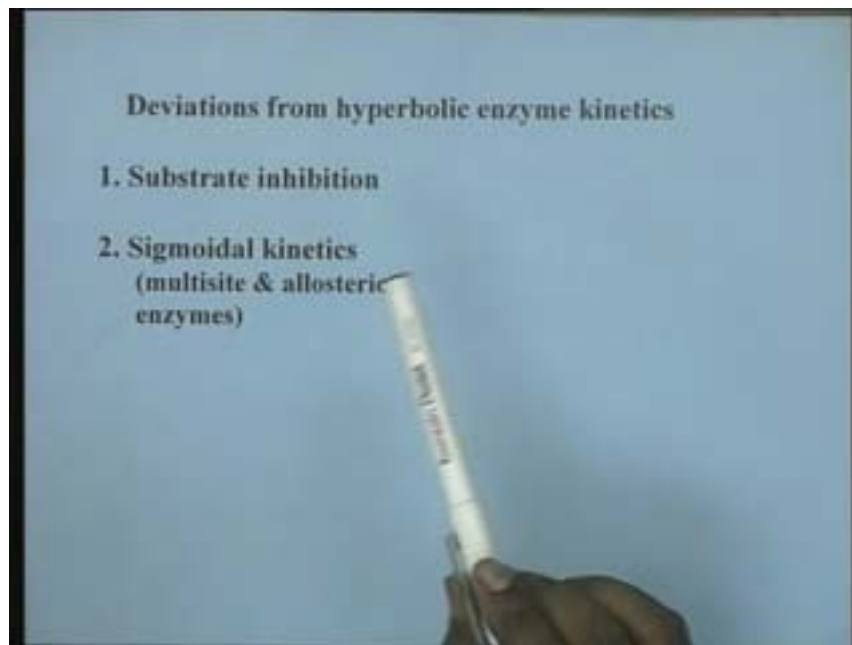 Deviations from hyperbolic enzyme kinetics
1. Substrate inhibition
2. Sigmoidal kinetics
(multisite & allosteric
enzymes)